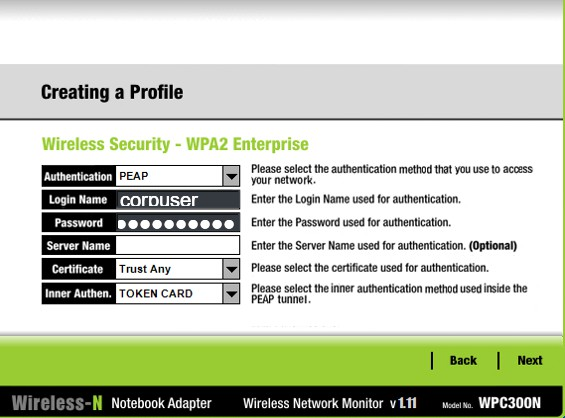 Creating a Profile
Wireless Security - WPA2 Enterprise
Authentication PEAP Please select the authentication method that you use to access
your network.
Login Name corpuser Enter the Login Name used for authentication.
Password ●●●●●●●●●● Enter the Password used for authentication.
Server Name Enter the Server Name used for authentication. (Optional)
Certificate Trust Any Please select the certificate used for authentication.
Inner Authen. TOKEN CARD Please select the inner authentication method used inside the
PEAP tunnel.
Back Next
Wireless-N Notebook Adapter Wireless Network Monitor v 1.11 Model No. WPC300N